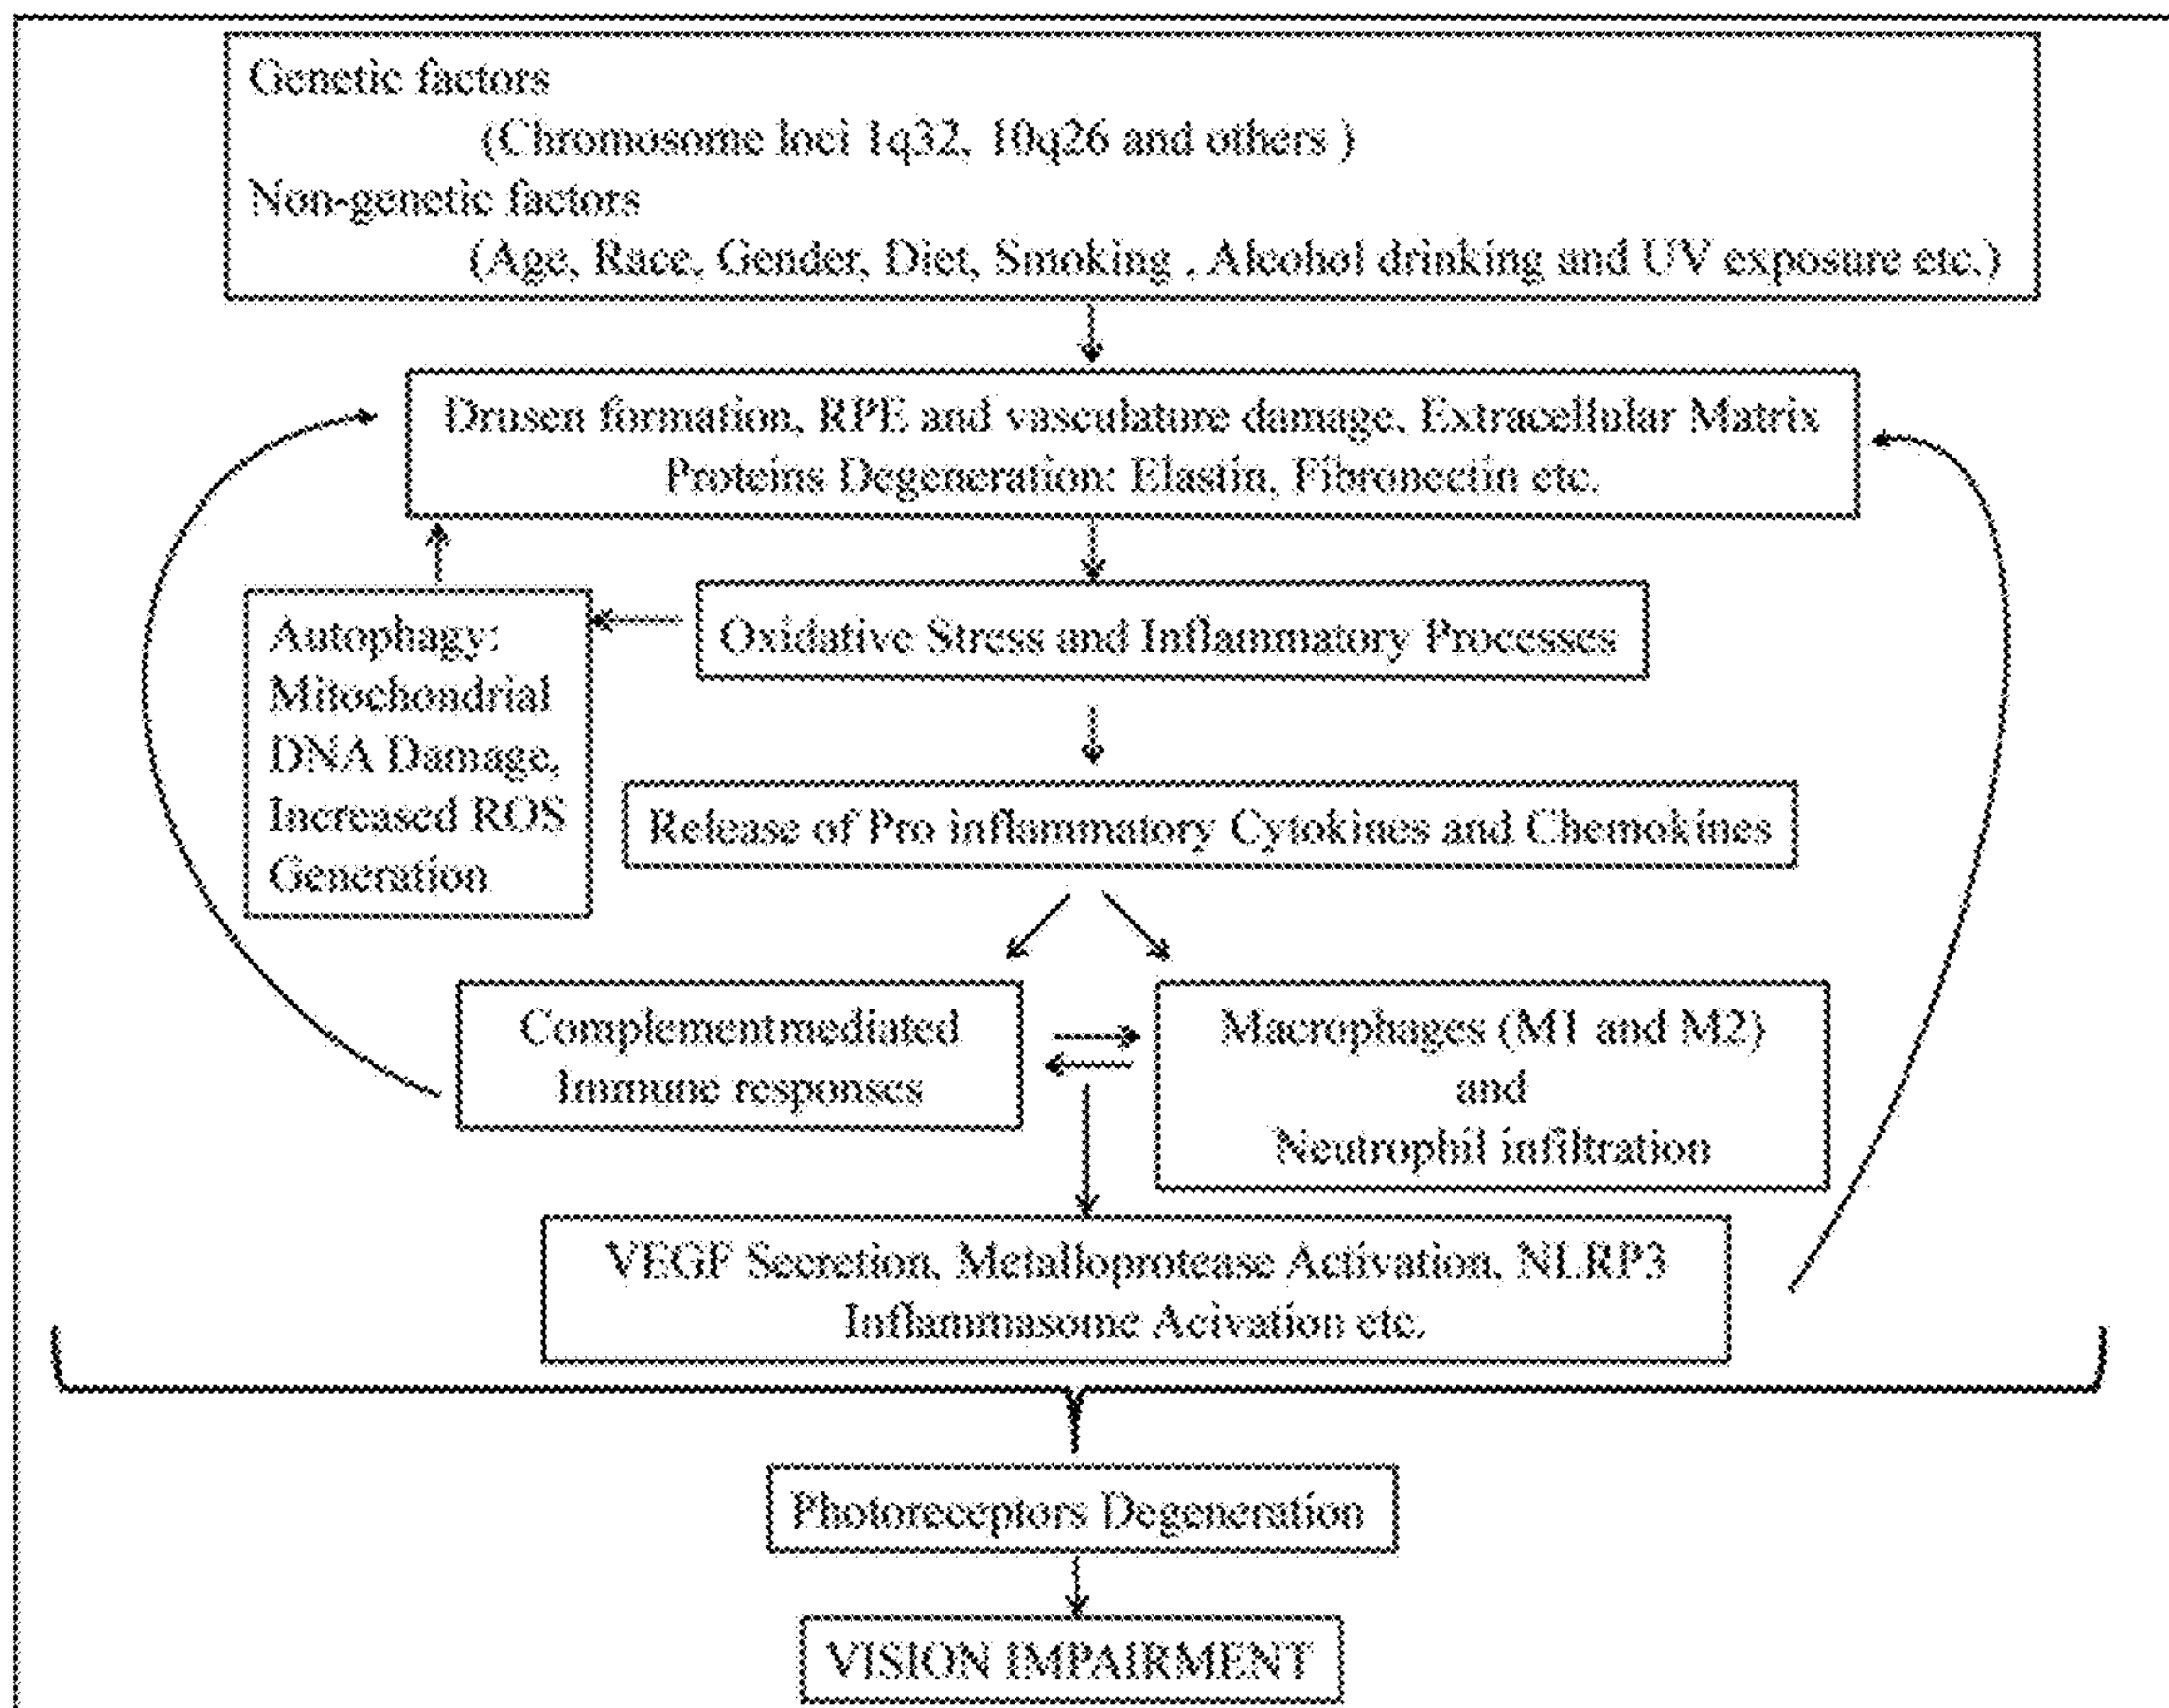 Genetic factors
(Chromosome loci 1q32, 10q26 and others )
Non-genetic factors
(Age, Race, Gender, Diet, Smoking , Alcohol drinking and UV exposure etc.)
Drusen formation, RPE and vasculature damage, Extracellular Matrix
Proteins Degeneration: Elastin, Fibronectin etc.
Oxidative Stress and Inflammatory Processes
Autophagy:
Mitochondrial
DNA Damage,
Increased ROS
Generation
Release of Pro inflammatory Cytokines and Chemokines
Complementmediated
Immune responses
Macrophages (M1 and M2)
and
Neutrophil infiltration
VEGF Secretion, Metalloprotease Activation, NLRP3
Inflammasome Acivation etc.
Photoreceptors Degeneration
VISION IMPAIRMENT